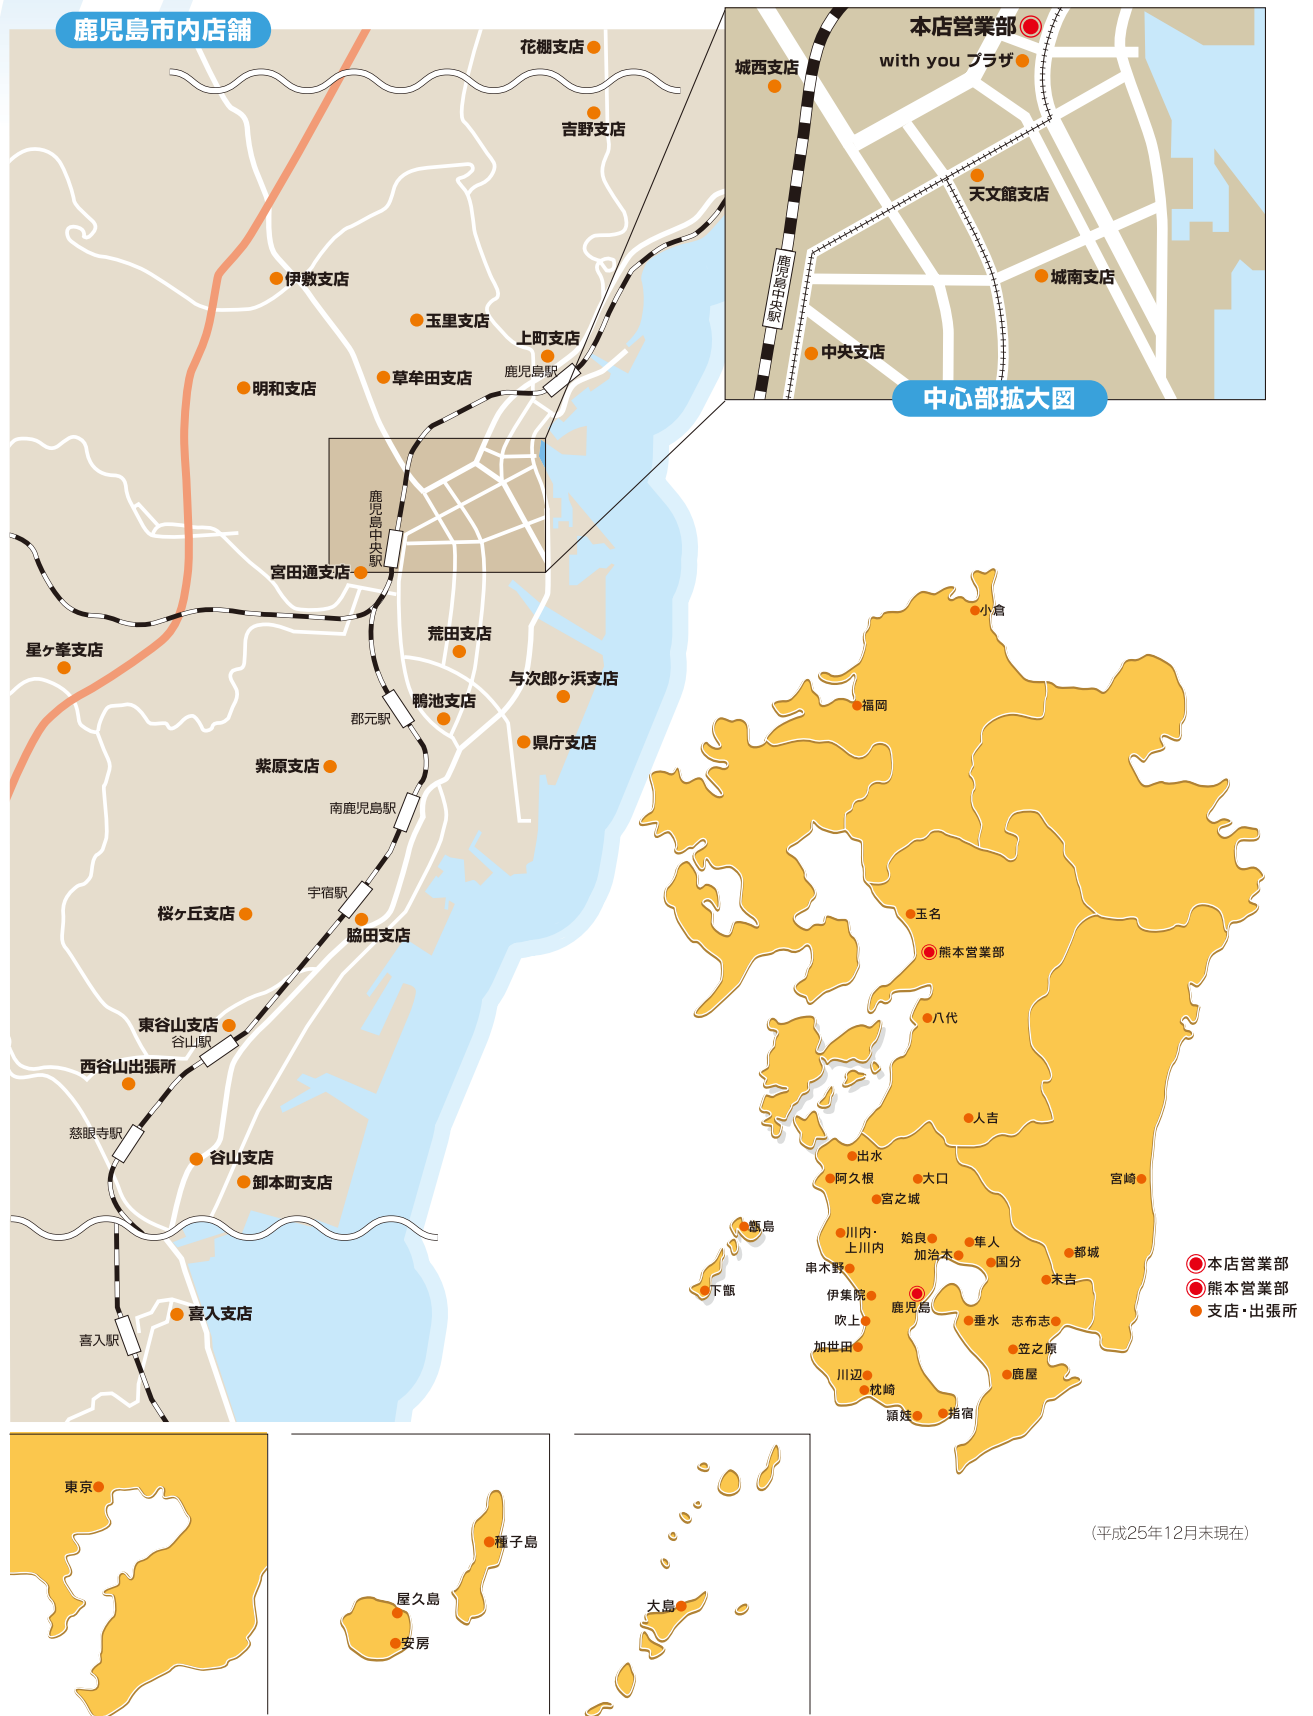 鹿児島市内店舗
花棚支店
吉野支店
伊敷支店
玉里支店
上町支店
鹿児島駅
草牟田支店
明和支店
鹿児島中央駅
宮田通支店
荒田支店
星ヶ峯支店
与次郎ヶ浜支店
鴨池支店
郡元駅
県庁支店
紫原支店
南鹿児島駅
宇宿駅
桜ヶ丘支店
脇田支店
東谷山支店
谷山駅
西谷山出張所
慈眼寺駅
谷山支店
卸本町支店
喜入支店
喜入駅
本店営業部
with you プラザ
城西支店
天文館支店
鹿児島中央駅
城南支店
中央支店
中心部拡大図
小倉
福岡
玉名
熊本営業部
八代
人吉
出水
阿久根
大口
宮崎
宮之城
甑島
川内・
上川内
姶良
隼人
加治木
都城
国分
串木野
末吉
下甑
伊集院
鹿児島
吹上
垂水
志布志
加世田
笠之原
川辺
鹿屋
枕崎
頴娃
指宿
本店営業部
熊本営業部
支店・出張所
東京
種子島
屋久島
安房
大島
（平成25年12月末現在）